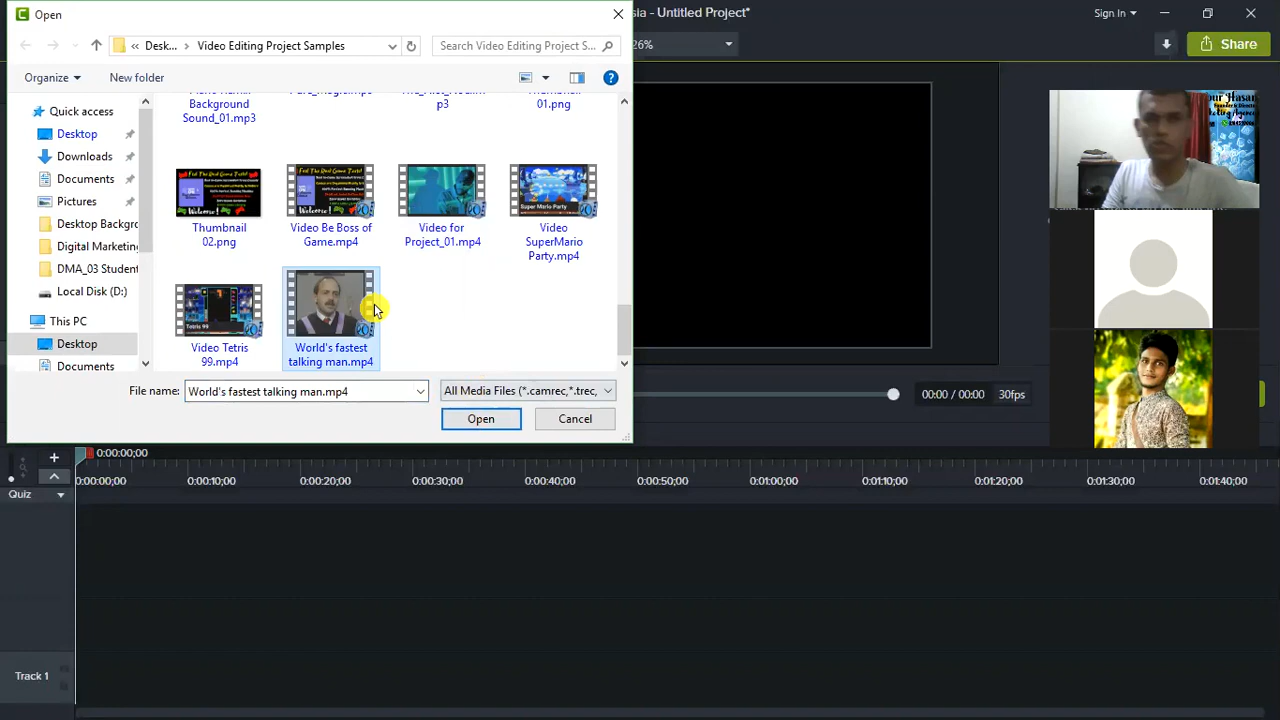 Open
sia - Untitled Project*
Sign In
Desk...
Video Editing Project Samples
Search Video Editing Project S...
26%
Share
Organize
New folder
Quick access
Desktop
Downloads
Documents
Pictures
Desktop Backgr
Digital Marketing
DMA_03 Student
Local Disk (D:)
This PC
Desktop
Documents
Background
Sound_01.mp3
p3
01.png
Thumbnail
02.png
Video Be Boss of
Game.mp4
Video for
Project_01.mp4
Super Mario Party
Video
SuperMario
Party.mp4
Tetris 99
Video Tetris
99.mp4
World's fastest
talking man.mp4
File name:
World's fastest talking man.mp4
All Media Files (*.camrec,*.trec,
Open
Cancel
00:00 / 00:00
30fps
0:00:00;00
0:00:00;00
0:00:10;00
0:00:20;00
0:00:30;00
0:00:40;00
0:00:50;00
0:01:00;00
0:01:10;00
0:01:20;00
0:01:30;00
0:01:40;00
Quiz
Track 1